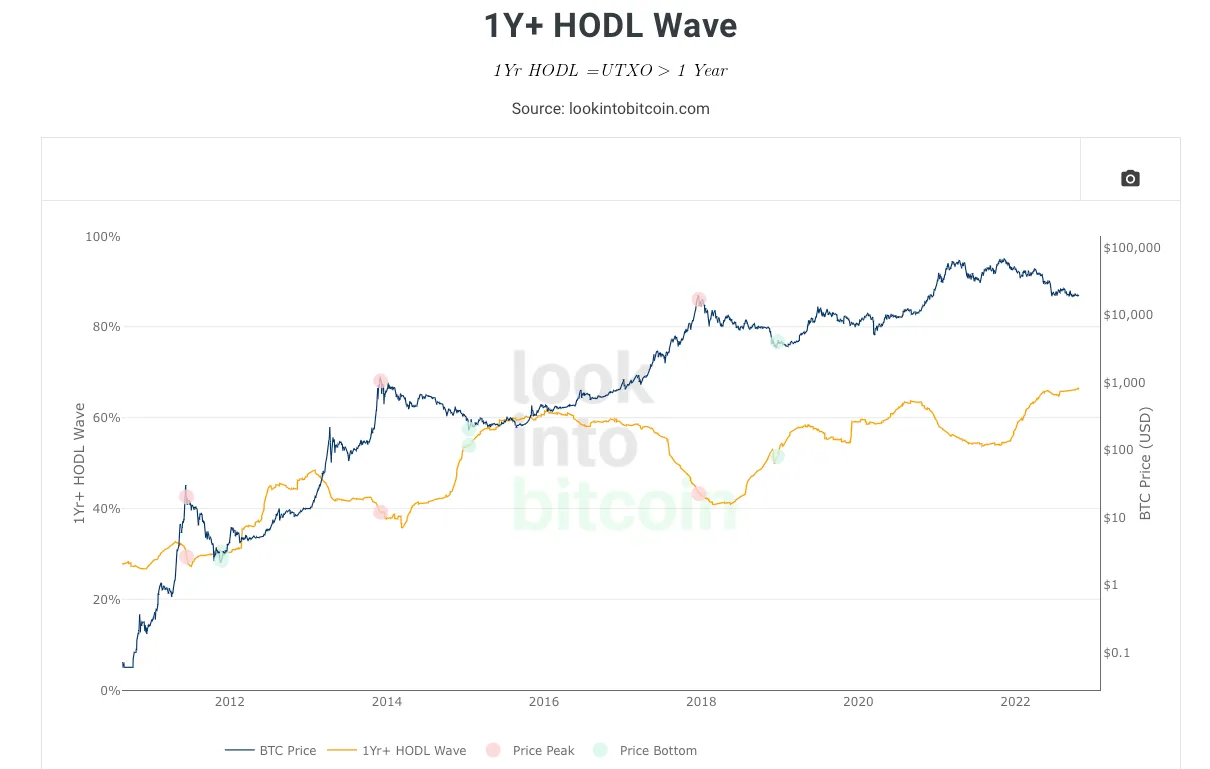 1Y+ HODL Wave
1Yr HODL =UTXO > 1 Year
Source: lookintobitcoin.com
100%
80%
60%
40%
20%
0%
1Y+ HODL Wave
look
into
bitcoin
$100,000
$10,000
$1,000
$100
$10
$1
$0.1
BTC Price (USD)
2012
2014
2016
2018
2020
2022
BTC Price
1Yr+ HODL Wave
Price Peak
Price Bottom